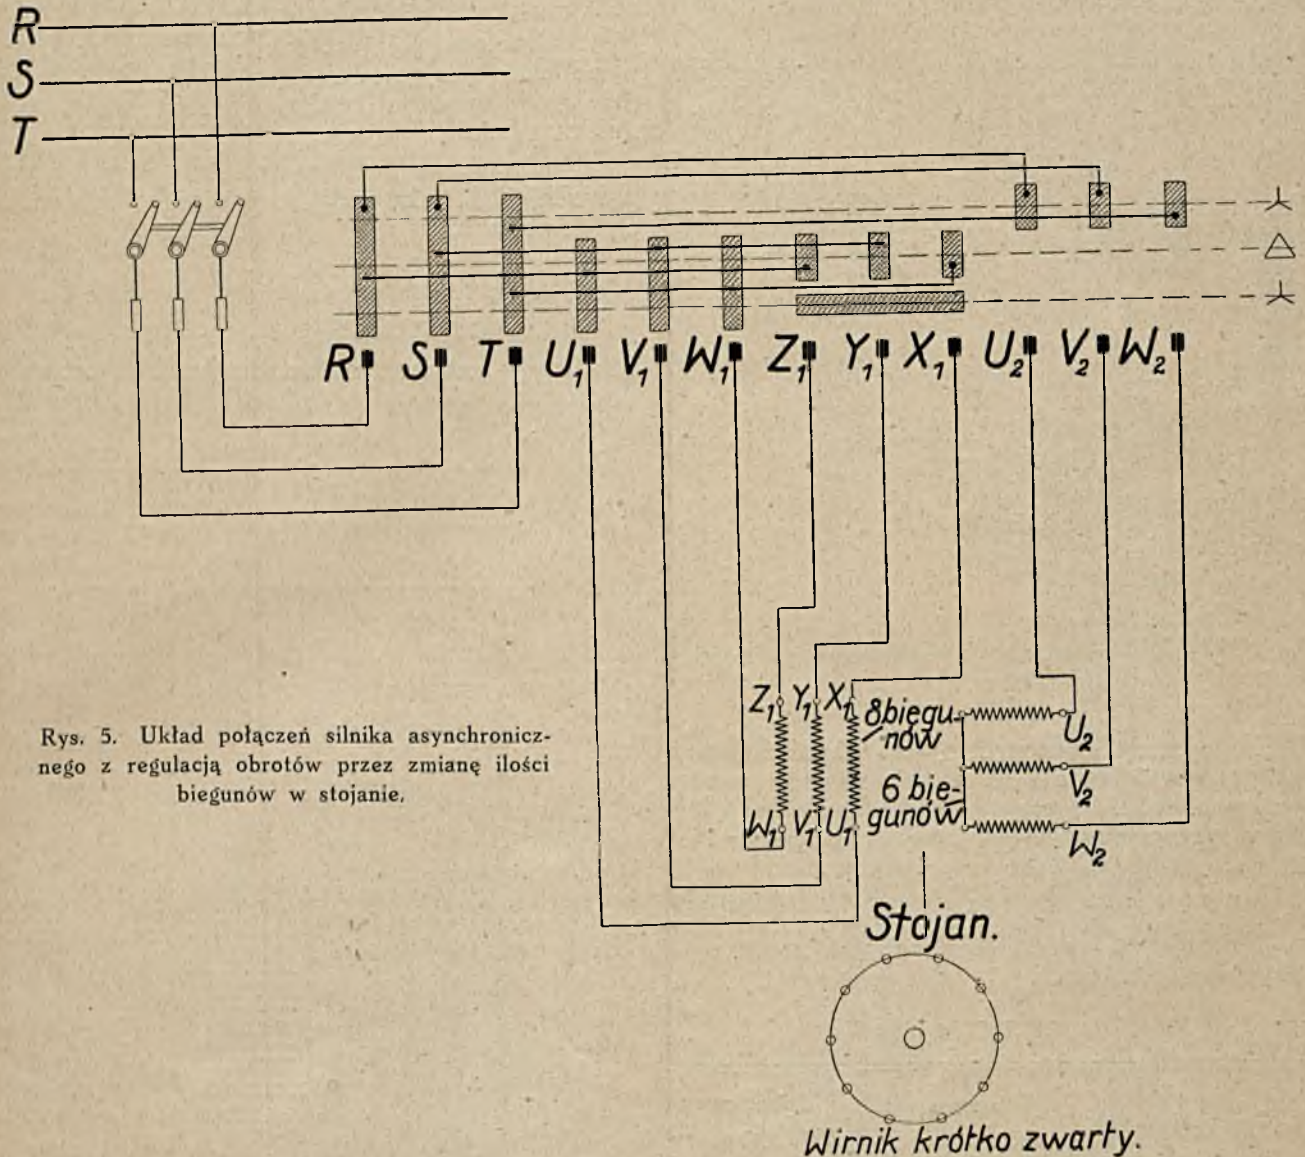 R
S
T
R S T U₁ V₁ W₁ Z₁ Y₁ X₁ U₂ V₂ W₂
Z₁ Y₁ X₁
8 biegu-
nów
U₂
V₂
6 bie-
gunów
W₁ V₁ U₁
W₂
Rys. 5. Układ połączeń silnika asynchronicz-
nego z regulacją obrotów przez zmianę ilości
biegunów w stojanie.
Stojan.
Wirnik krótko zwarty.